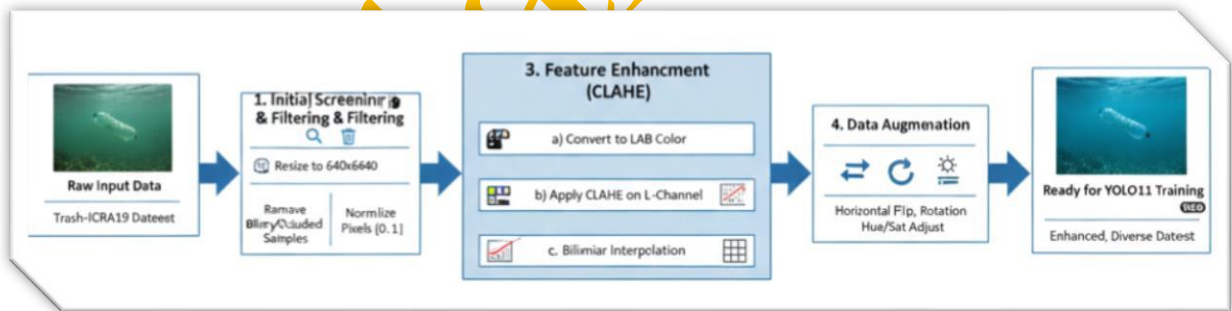 Raw Input Data
Trash-ICRA19 Dateest
1. Initial Screening
& Filtering & Filtering
Resize to 640x6640
Ramave
Samples
Normlize
Pixels [0.1]
3. Feature Enhancment
(CLAHE)
a) Convert to LAB Color
b) Apply CLAHE on L-Channel
c. Bilimiar Interpolation
4. Data Augmenation
Horizontal Flip, Rotation
Hue/Sat Adjust
Ready for YOLO11 Training
Enhanced, Diverse Datest